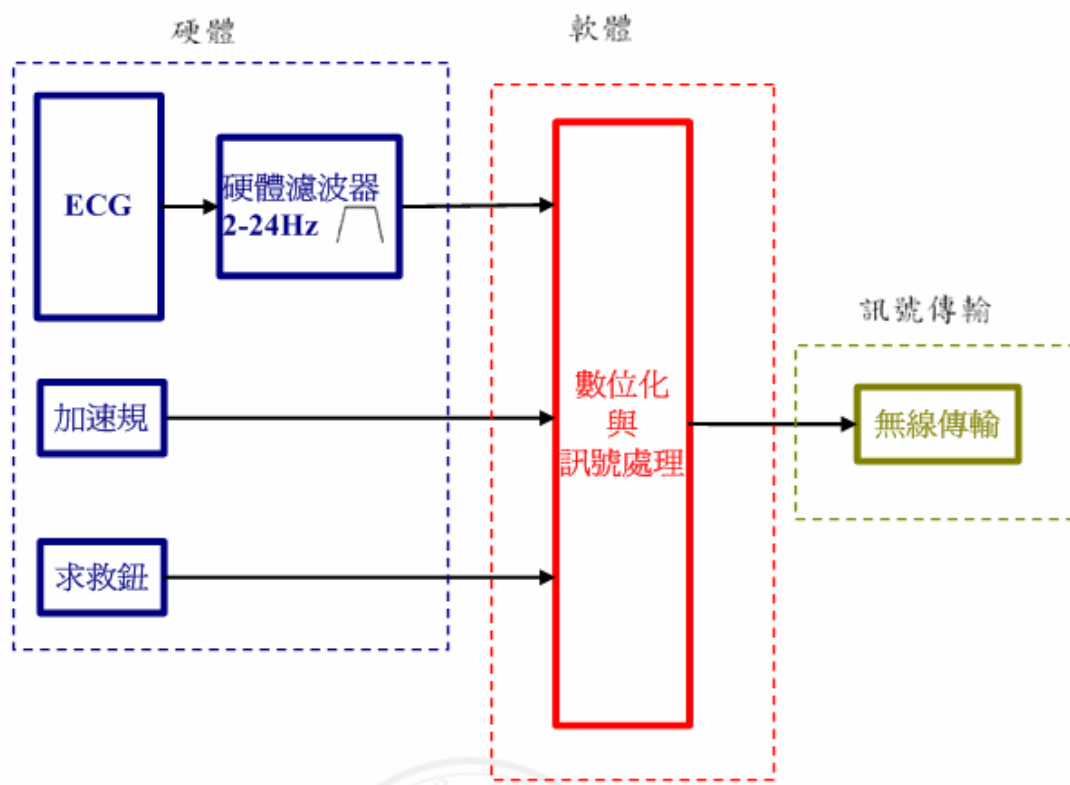 硬體
軟體
ECG
硬體濾波器
2-24Hz
訊號傳輸
加速規
數位化
與
訊號處理
無線傳輸
求救鈕